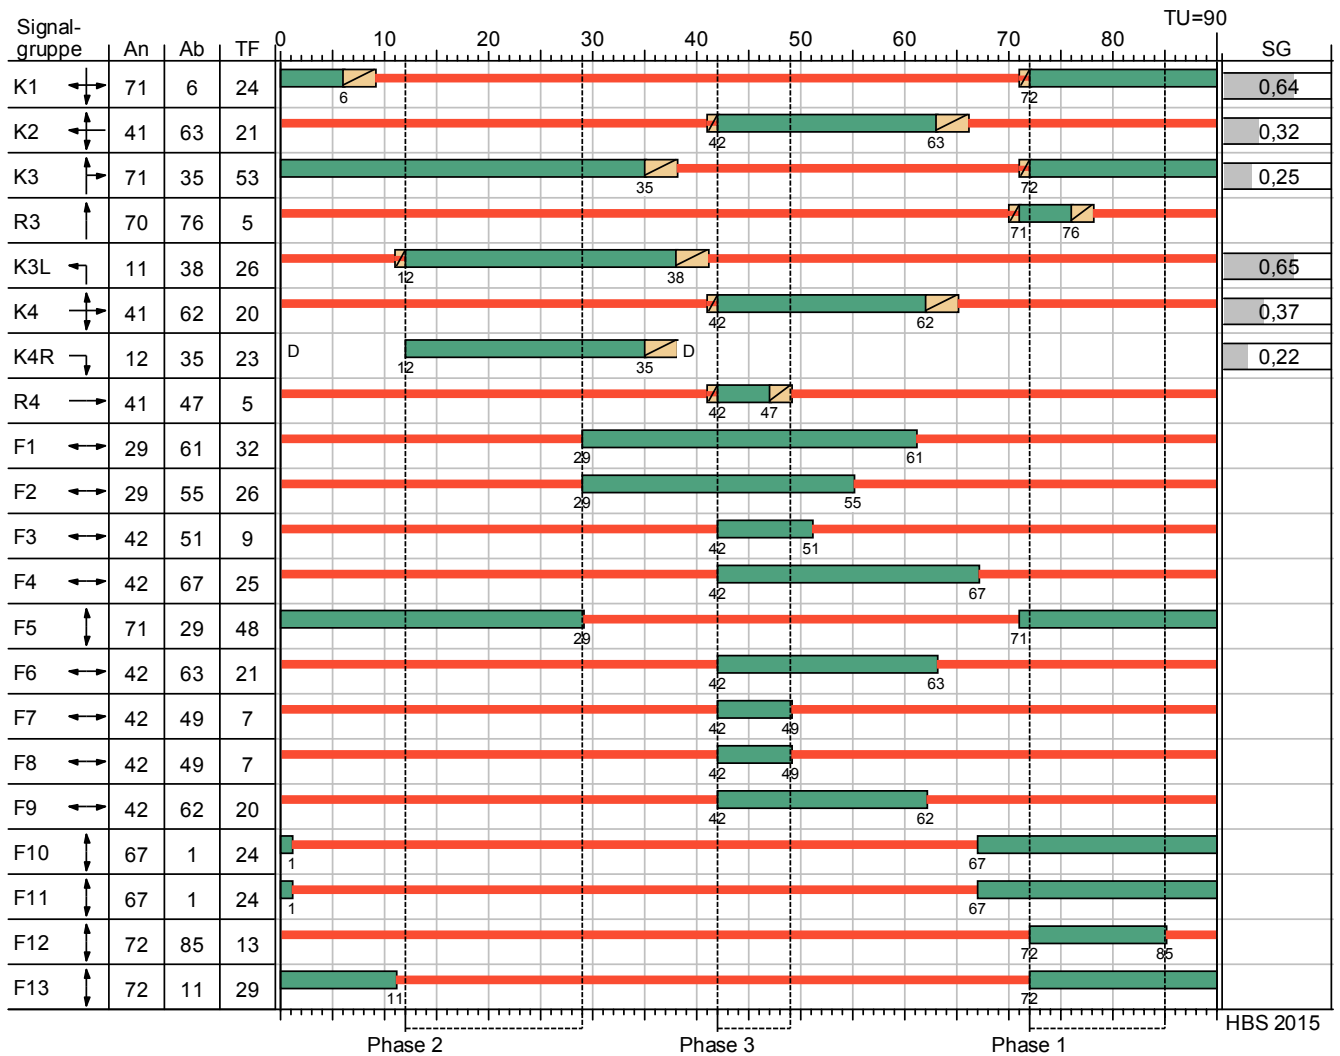 TU=90
Signal-
gruppe An Ab TF 0 10 20 30 40 50 60 70 80 SG
K1 71 6 24 6 72 0,64
K2 41 63 21 42 63 0,32
K3 71 35 53 35 72 0,25
R3 70 76 5 71 76
K3L 11 38 26 12 38 0,65
K4 41 62 20 42 62 0,37
K4R 12 35 23 D 12 35 D 0,22
R4 41 47 5 42 47
F1 29 61 32 29 61
F2 29 55 26 29 55
F3 42 51 9 42 51
F4 42 67 25 42 67
F5 71 29 48 29 71
F6 42 63 21 42 63
F7 42 49 7 42 49
F8 42 49 7 42 49
F9 42 62 20 42 62
F10 67 1 24 1 67
F11 67 1 24 1 67
F12 72 85 13 72 85
F13 72 11 29 11 72
HBS 2015
Phase 2 Phase 3 Phase 1